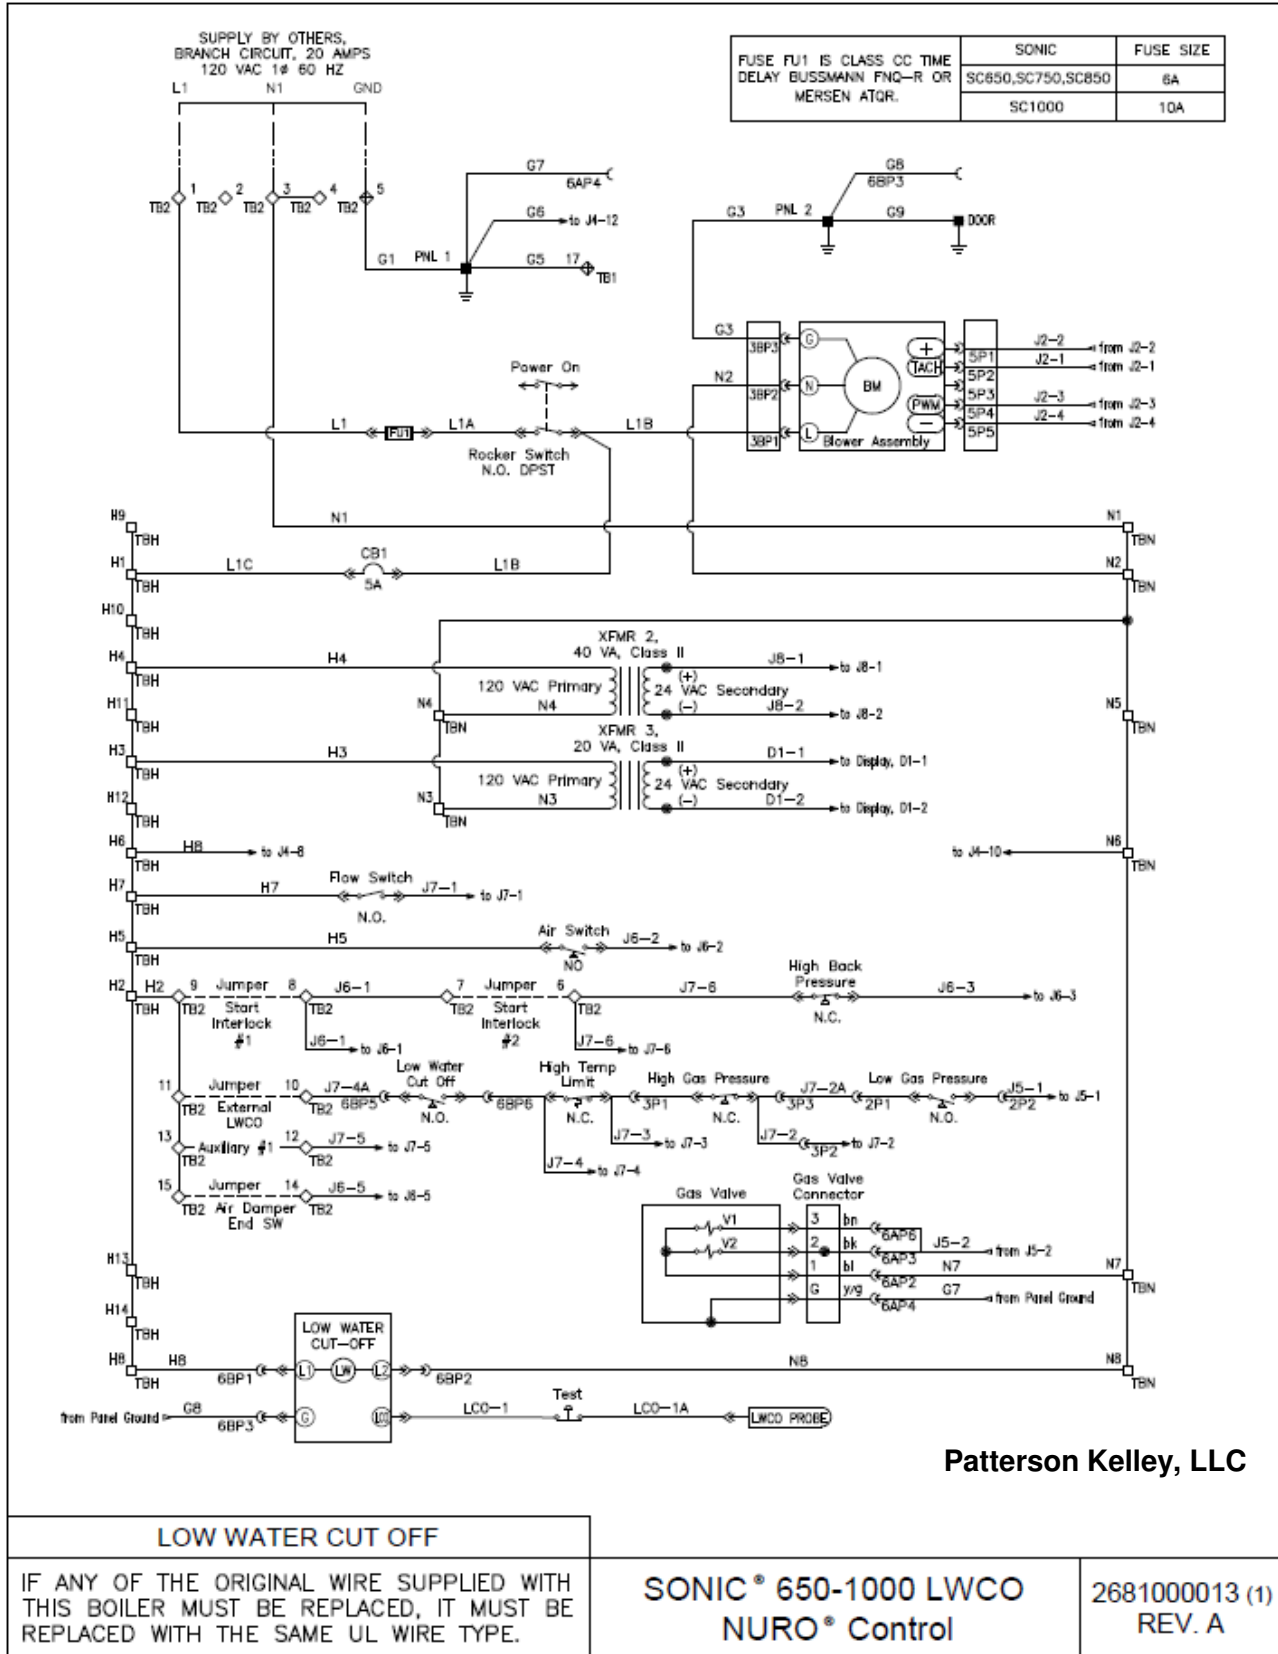 SUPPLY BY OTHERS,
BRANCH CIRCUIT, 20 AMPS
120 VAC 1ø 60 HZ
L1 N1 GND
FUSE FU1 IS CLASS CC TIME
DELAY BUSSMANN FNQ-R OR
MERSEN ATQR.
SONIC FUSE SIZE
SC650,SC750,SC850 6A
SC1000 10A
1 2 3 4 5
TB2 TB2 TB2 TB2 TB2
G7
6AP4
G6 to J4-12
G1 PNL 1 G5 17
TB1
G8
6BP3
G3 PNL 2 G9 DOOR
G3
3BP3 G
N2
3BP2 N
BM
3BP1 L
Blower Assembly
+ 5P1 J2-2 from J2-2
TACH 5P2 J2-1 from J2-1
5P3
PWM 5P4 J2-3 from J2-3
- 5P5 J2-4 from J2-4
Power On
L1 FU1 L1A L1B
Rocker Switch
N.O. DPST
H9 N1 N1
TBH TBN
H1 L1C CB1 L1B N2
TBH 5A TBN
H10
TBH
XFMR 2,
40 VA, Class II
H4 H4 J8-1 to J8-1
TBH 120 VAC Primary (+)
24 VAC Secondary
H11 N4 N4 (-) J8-2 to J8-2 N5
TBH TBN TBN
XFMR 3,
20 VA, Class II
H3 H3 D1-1 to Display, D1-1
TBH 120 VAC Primary (+)
24 VAC Secondary
H12 N3 N3 (-) D1-2 to Display, D1-2
TBH TBN
H6 H8 to J4-8 to J4-10 N6
TBH TBN
Flow Switch
H7 H7 J7-1 to J7-1
TBH N.O.
Air Switch
H5 H5 J6-2 to J6-2
TBH NO
High Back
Pressure
H2 H2 9 Jumper 8 J6-1 7 Jumper 6 J7-6 J6-3 to J6-3
TBH TB2 Start TB2 TB2 Start TB2 N.C.
Interlock Interlock
#1 #2
J6-1 to J6-1 J7-6 to J7-6
Low Water
Cut Off
High Temp
Limit
High Gas Pressure Low Gas Pressure
11 Jumper 10 J7-4A J7-2A J5-1 to J5-1
TB2 External TB2 6BP5 N.O. 6BP6 N.C. 3P1 N.C. 3P3 2P1 N.O. 2P2
LWCO
J7-3 to J7-3 J7-2 to J7-2
3P2
13 Auxiliary #1 12 J7-5 to J7-5
TB2 TB2
J7-4 to J7-4
15 Jumper 14 J6-5 to J6-5
TB2 Air Damper TB2
End SW
Gas Valve
Gas Valve
Connector
V1 3 bn 6AP6
V2 2 bk 6AP3 J5-2 from J5-2
1 bl 6AP2 N7 N7
TBN
G y/g 6AP4 G7 from Panel Ground
H13
TBH
H14
TBH
LOW WATER
CUT-OFF
H8 H8 L1 LW L2 N8 N8
TBH 6BP1 6BP2 TBN
from Panel Ground G8 6BP3 G LCO LCO-1 Test LCO-1A LWCO PROBE
Patterson Kelley, LLC
LOW WATER CUT OFF
IF ANY OF THE ORIGINAL WIRE SUPPLIED WITH
THIS BOILER MUST BE REPLACED, IT MUST BE
REPLACED WITH THE SAME UL WIRE TYPE.
SONIC® 650-1000 LWCO
NURO® Control
2681000013 (1)
REV. A